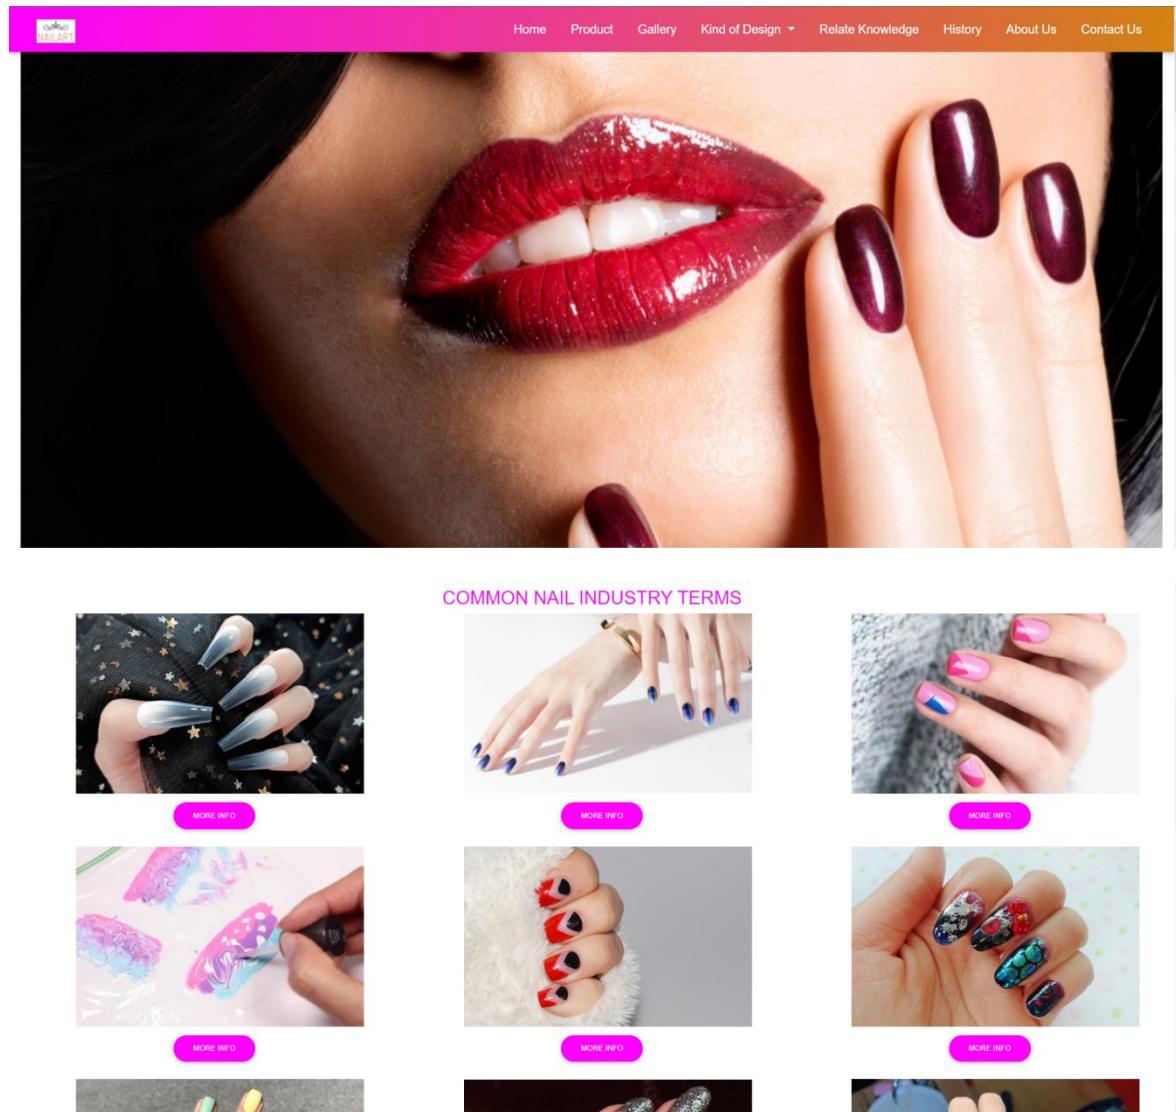 NAILART
Home Product Gallery Kind of Design Relate Knowledge History About Us Contact Us
COMMON NAIL INDUSTRY TERMS
MORE INFO MORE INFO MORE INFO
MORE INFO MORE INFO MORE INFO